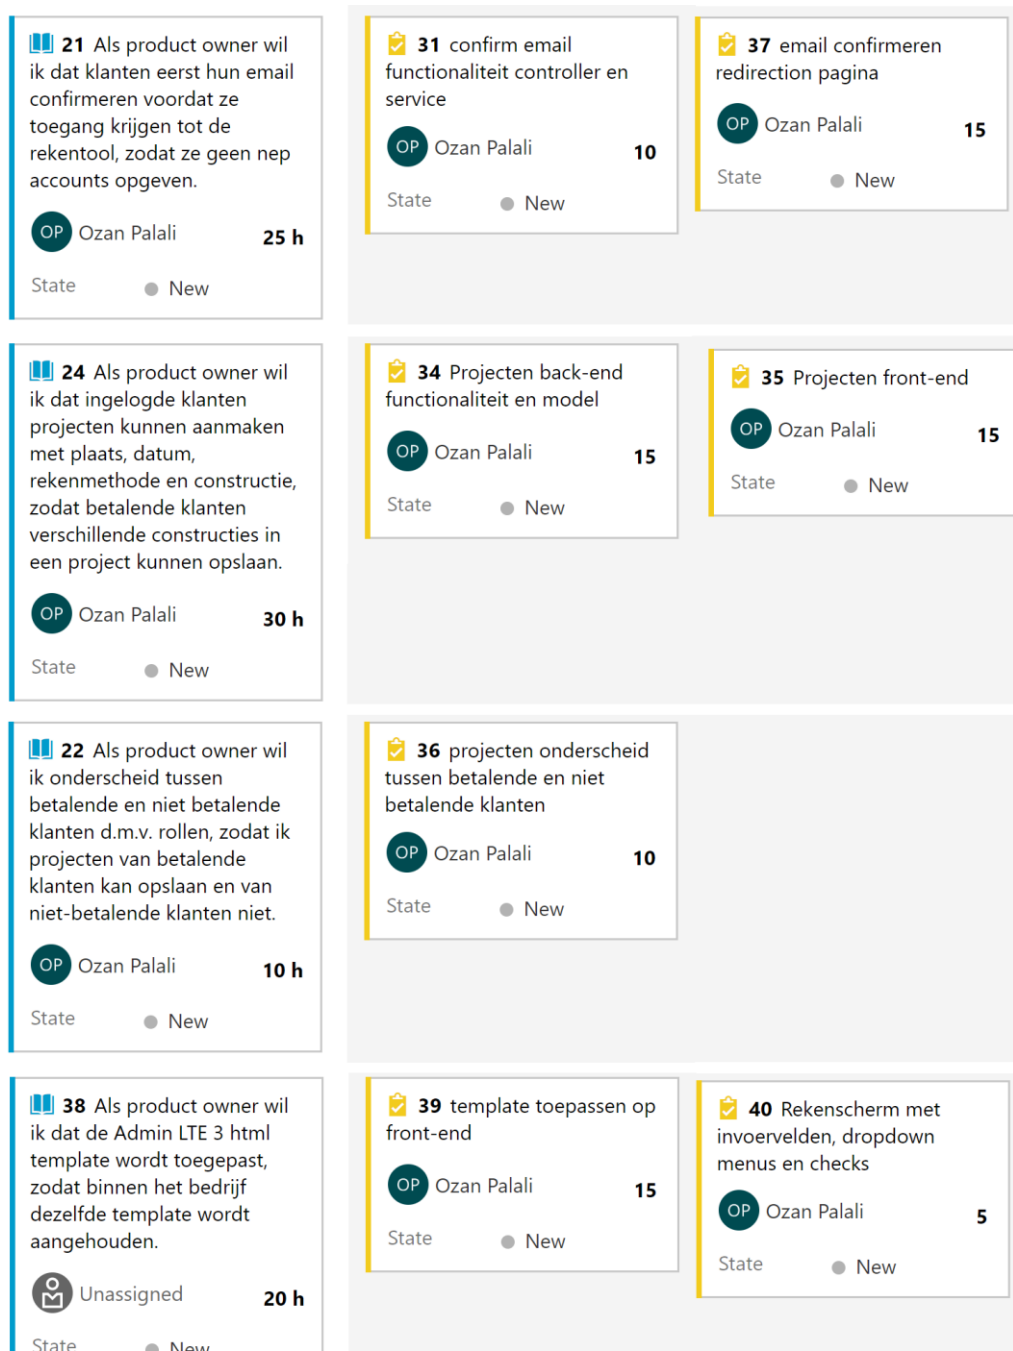 21 Als product owner wil
ik dat klanten eerst hun email
confirmeren voordat ze
toegang krijgen tot de
rekentool, zodat ze geen nep
accounts opgeven.
OP Ozan Palali
25 h
State New
31 confirm email
functionaliteit controller en
service
OP Ozan Palali
10
State New
37 email confirmeren
redirection pagina
OP Ozan Palali
15
State New
24 Als product owner wil
ik dat ingelogde klanten
projecten kunnen aanmaken
met plaats, datum,
rekenmethode en constructie,
zodat betalende klanten
verschillende constructies in
een project kunnen opslaan.
OP Ozan Palali
30 h
State New
34 Projecten back-end
functionaliteit en model
OP Ozan Palali
15
State New
35 Projecten front-end
OP Ozan Palali
15
State New
22 Als product owner wil
ik onderscheid tussen
betalende en niet betalende
klanten d.m.v. rollen, zodat ik
projecten van betalende
klanten kan opslaan en van
niet-betalende klanten niet.
OP Ozan Palali
10 h
State New
36 projecten onderscheid
tussen betalende en niet
betalende klanten
OP Ozan Palali
10
State New
38 Als product owner wil
ik dat de Admin LTE 3 html
template wordt toegepast,
zodat binnen het bedrijf
dezelfde template wordt
aangehouden.
Unassigned
20 h
State New
39 template toepassen op
front-end
OP Ozan Palali
15
State New
40 Rekenscherm met
invoervelden, dropdown
menus en checks
OP Ozan Palali
5
State New